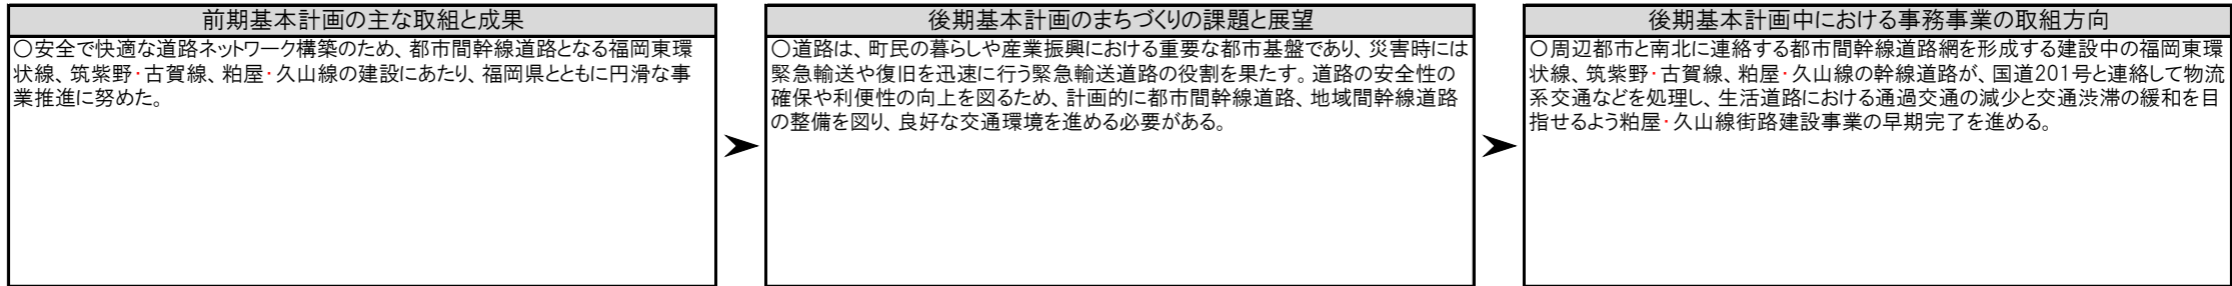 前期基本計画の主な取組と成果
〇安全で快適な道路ネットワーク構築のため、都市間幹線道路となる福岡東環
状線、筑紫野・古賀線、粕屋・久山線の建設にあたり、福岡県とともに円滑な事
業推進に努めた。
後期基本計画のまちづくりの課題と展望
〇道路は、町民の暮らしや産業振興における重要な都市基盤であり、災害時には
緊急輸送や復旧を迅速に行う緊急輸送道路の役割を果たす。道路の安全性の
確保や利便性の向上を図るため、計画的に都市間幹線道路、地域間幹線道路
の整備を図り、良好な交通環境を進める必要がある。
後期基本計画中における事務事業の取組方向
〇周辺都市と南北に連絡する都市間幹線道路網を形成する建設中の福岡東環
状線、筑紫野・古賀線、粕屋・久山線の幹線道路が、国道201号と連絡して物流
系交通などを処理し、生活道路における通過交通の減少と交通渋滞の緩和を目
指せるよう粕屋・久山線街路建設事業の早期完了を進める。